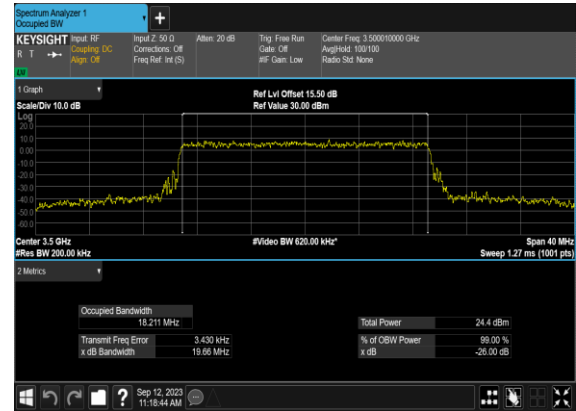 Spectrum Analyzer 1
Occupied BW
KEYSIGHT Input: RF Input Z: 50 Ω Atten: 20 dB Trig: Free Run Center Freq: 3.500010000 GHz
R T Coupling: DC Corrections: Off Gate: Off Avg|Hold: 100/100
Align: Off Freq Ref: Int (S) #IF Gain: Low Radio Std: None
1 Graph
Ref Lvl Offset 15.50 dB
Scale/Div 10.0 dB Ref Value 30.00 dBm
Log
20.0
10.0
0.00
-10.0
-20.0
-30.0
-40.0
-50.0
-60.0
Center 3.5 GHz #Video BW 620.00 kHz* Span 40 MHz
#Res BW 200.00 kHz Sweep 1.27 ms (1001 pts)
2 Metrics
Occupied Bandwidth
18.211 MHz Total Power 24.4 dBm
Transmit Freq Error 3.430 kHz % of OBW Power 99.00 %
x dB Bandwidth 19.66 MHz x dB -26.00 dB
Sep 12, 2023
11:18:44 AM